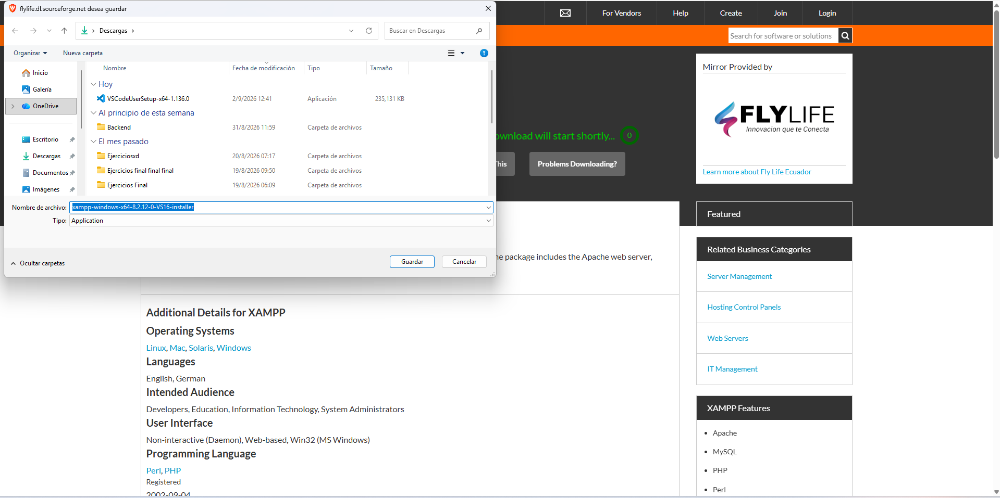 flylife.dl.sourceforge.net desea guardar
Descargas
Buscar en Descargas
Organizar
Nueva carpeta
Inicio
Galería
OneDrive
Escritorio
Descargas
Documentos
Imágenes
Nombre Fecha de modificación Tipo Tamaño
Hoy
VSCodeUserSetup-x64-1.136.0 2/9/2026 12:41 Aplicación 235,131 KB
Al principio de esta semana
Backend 31/8/2026 11:59 Carpeta de archivos
El mes pasado
Ejerciciosxd 20/8/2026 07:17 Carpeta de archivos
Ejercicios final final final 19/8/2026 09:50 Carpeta de archivos
Ejercicios Final 19/8/2026 06:09 Carpeta de archivos
Nombre de archivo: xampp-windows-x64-8.2.12-0-VS16-installer
Tipo: Application
Ocultar carpetas
Guardar
Cancelar
For Vendors
Help
Create
Join
Login
Search for software or solutions
ownload will start shortly... 0
This
Problems Downloading?
he package includes the Apache web server,
Additional Details for XAMPP
Operating Systems
Linux, Mac, Solaris, Windows
Languages
English, German
Intended Audience
Developers, Education, Information Technology, System Administrators
User Interface
Non-interactive (Daemon), Web-based, Win32 (MS Windows)
Programming Language
Perl, PHP
Registered
2002-09-04
Mirror Provided by
FLYLIFE
Innovacion que te Conecta
Learn more about Fly Life Ecuador
Featured
Related Business Categories
Server Management
Hosting Control Panels
Web Servers
IT Management
XAMPP Features
Apache
MySQL
PHP
Perl